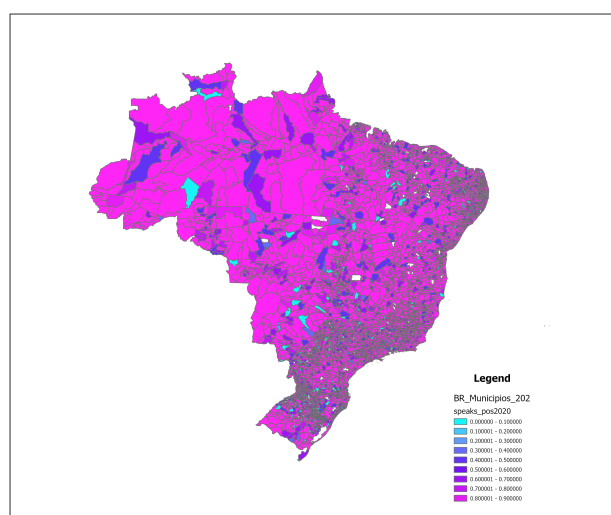 Legend
BR_Municipios_202
speaks_pos2020
0.000000 - 0.100000
0.100001 - 0.200000
0.200001 - 0.300000
0.300001 - 0.400000
0.400001 - 0.500000
0.500001 - 0.600000
0.600001 - 0.700000
0.700001 - 0.800000
0.800001 - 0.900000